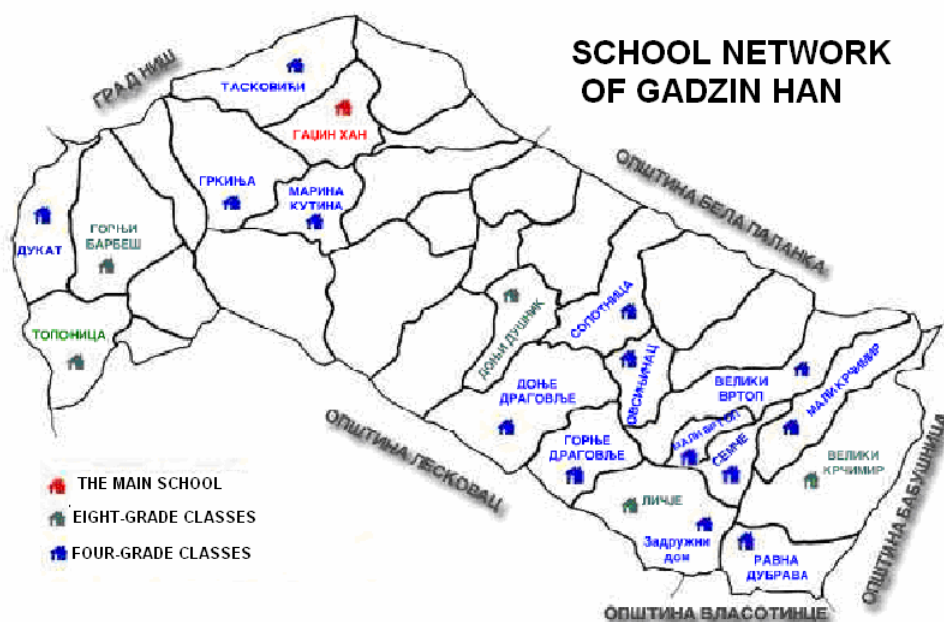 SCHOOL NETWORK
OF GADZIN HAN
ГРАД НИШ
ТАСКОВИЋИ
ГАЏИН ХАН
ОПШТИНА БЕЛА ПАЛАНКА
ГРКИЊА
МАРИНА
КУТИНА
ДУКАТ
ГОРЊИ
БАРБЕШ
ТОПОНИЦА
ДОЊИ ДУШНИК
СОПОТНИЦА
ОВСИЊИНАЦ
ДОЊЕ
ДРАГОВЉЕ
ВЕЛИКИ
ВРТОП
МАЛИ КРЧИМИР
МАЛИ ВРТОП
СЕМЧЕ
ГОРЊЕ
ДРАГОВЉЕ
ВЕЛИКИ
КРЧИМИР
ОПШТИНА ЛЕСКОВАЦ
ОПШТИНА БАБУШНИЦА
ЛИЧЈЕ
Задружни
дом
РАВНА
ДУБРАВА
ОПШТИНА ВЛАСОТИНЦЕ
THE MAIN SCHOOL
EIGHT-GRADE CLASSES
FOUR-GRADE CLASSES